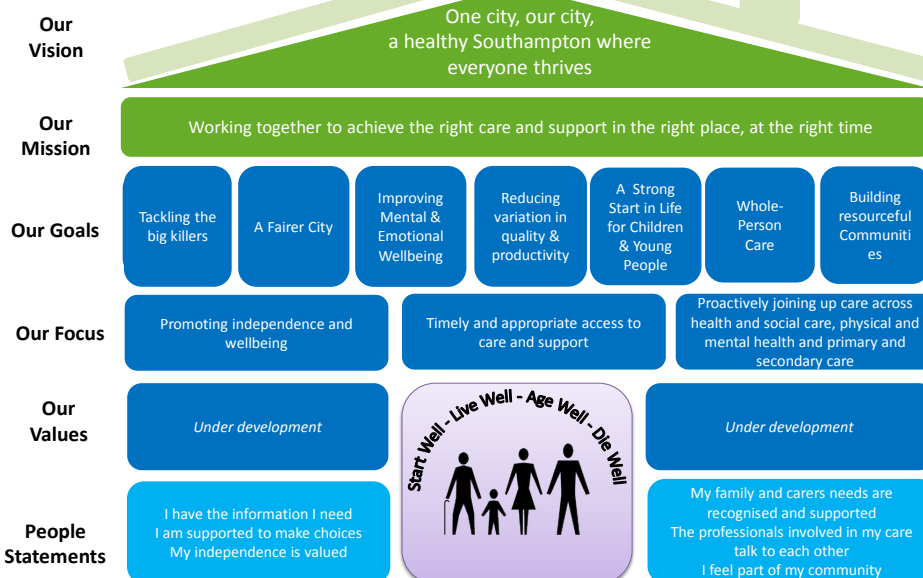 Our
Vision
One city, our city,
a healthy Southampton where
everyone thrives
Our
Mission
Working together to achieve the right care and support in the right place, at the right time
Our Goals
Tackling the
big killers
A Fairer City
Improving
Mental &
Emotional
Wellbeing
Reducing
variation in
quality &
productivity
A Strong
Start in Life
for Children
& Young
People
Whole-
Person
Care
Building
resourceful
Communiti
es
Our Focus
Promoting independence and
wellbeing
Timely and appropriate access to
care and support
Proactively joining up care across
health and social care, physical and
mental health and primary and
secondary care
Our
Values
Under development
Start Well - Live Well - Age Well - Die Well
Under development
People
Statements
I have the information I need
I am supported to make choices
My independence is valued
My family and carers needs are
recognised and supported
The professionals involved in my care
talk to each other
I feel part of my community